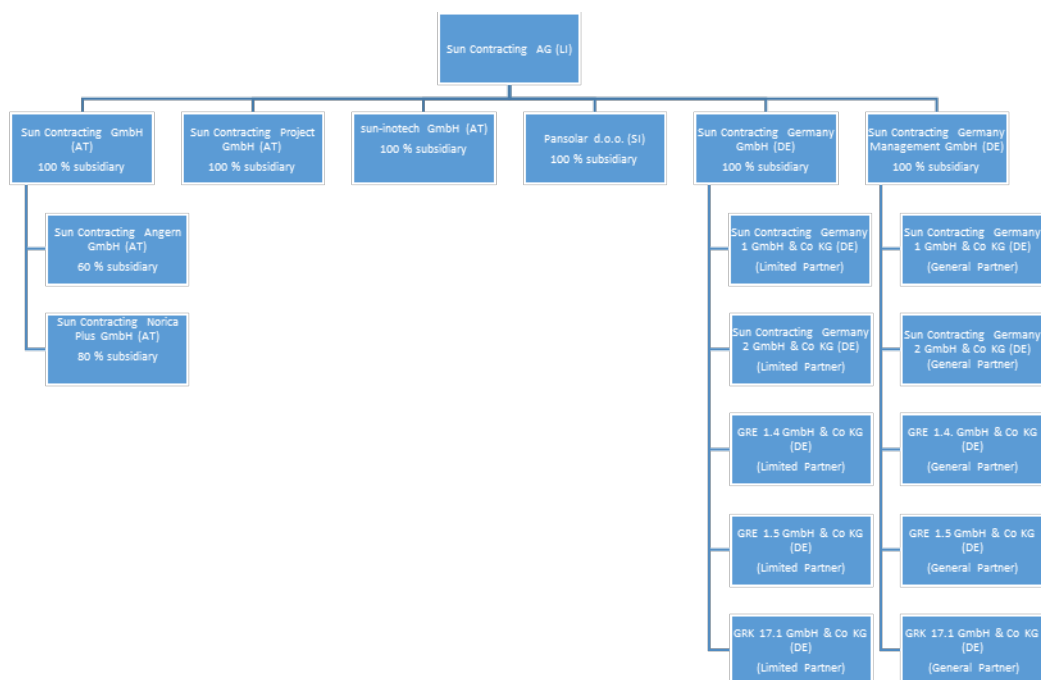 Sun Contracting AG (LI)
Sun Contracting GmbH
(AT)
100 % subsidiary
Sun Contracting Project
GmbH (AT)
100 % subsidiary
sun-inotech GmbH (AT)
100 % subsidiary
Pansolar d.o.o. (SI)
100 % subsidiary
Sun Contracting Germany
GmbH (DE)
100 % subsidiary
Sun Contracting Germany
Management GmbH (DE)
100 % subsidiary
Sun Contracting Angern
GmbH (AT)
60 % subsidiary
Sun Contracting Norica
Plus GmbH (AT)
80 % subsidiary
Sun Contracting Germany
1 GmbH & Co KG (DE)
(Limited Partner)
Sun Contracting Germany
2 GmbH & Co KG (DE)
(Limited Partner)
GRE 1.4 GmbH & Co KG
(DE)
(Limited Partner)
GRE 1.5 GmbH & Co KG
(DE)
(Limited Partner)
GRK 17.1 GmbH & Co KG
(DE)
(Limited Partner)
Sun Contracting Germany
1 GmbH & Co KG (DE)
(General Partner)
Sun Contracting Germany
2 GmbH & Co KG (DE)
(General Partner)
GRE 1.4. GmbH & Co KG
(DE)
(General Partner)
GRE 1.5 GmbH & Co KG
(DE)
(General Partner)
GRK 17.1 GmbH & Co KG
(DE)
(General Partner)